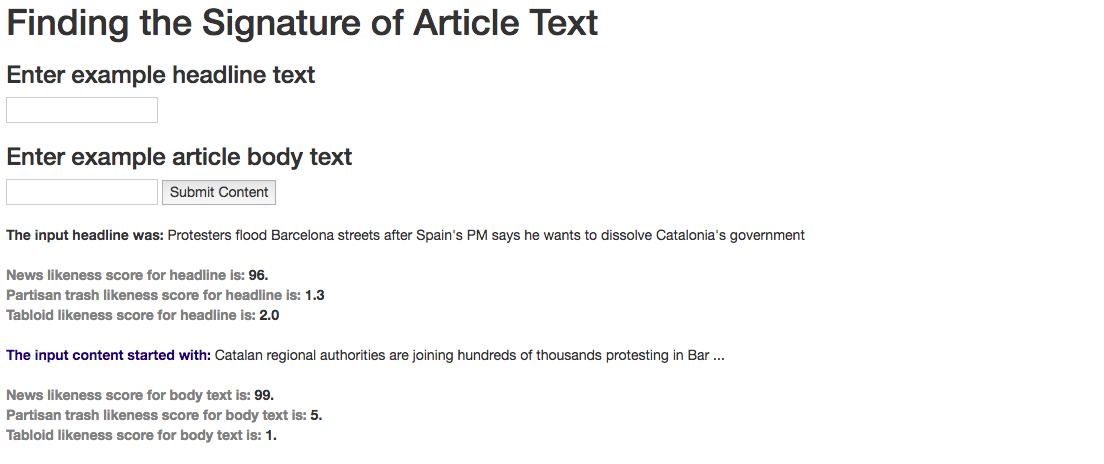 Finding the Signature of Article Text
Enter example headline text
Enter example article body text
Submit Content
The input headline was: Protesters flood Barcelona streets after Spain's PM says he wants to dissolve Catalonia's government
News likeness score for headline is: 96.
Partisan trash likeness score for headline is: 1.3
Tabloid likeness score for headline is: 2.0
The input content started with: Catalan regional authorities are joining hundreds of thousands protesting in Bar ...
News likeness score for body text is: 99.
Partisan trash likeness score for body text is: 5.
Tabloid likeness score for body text is: 1.